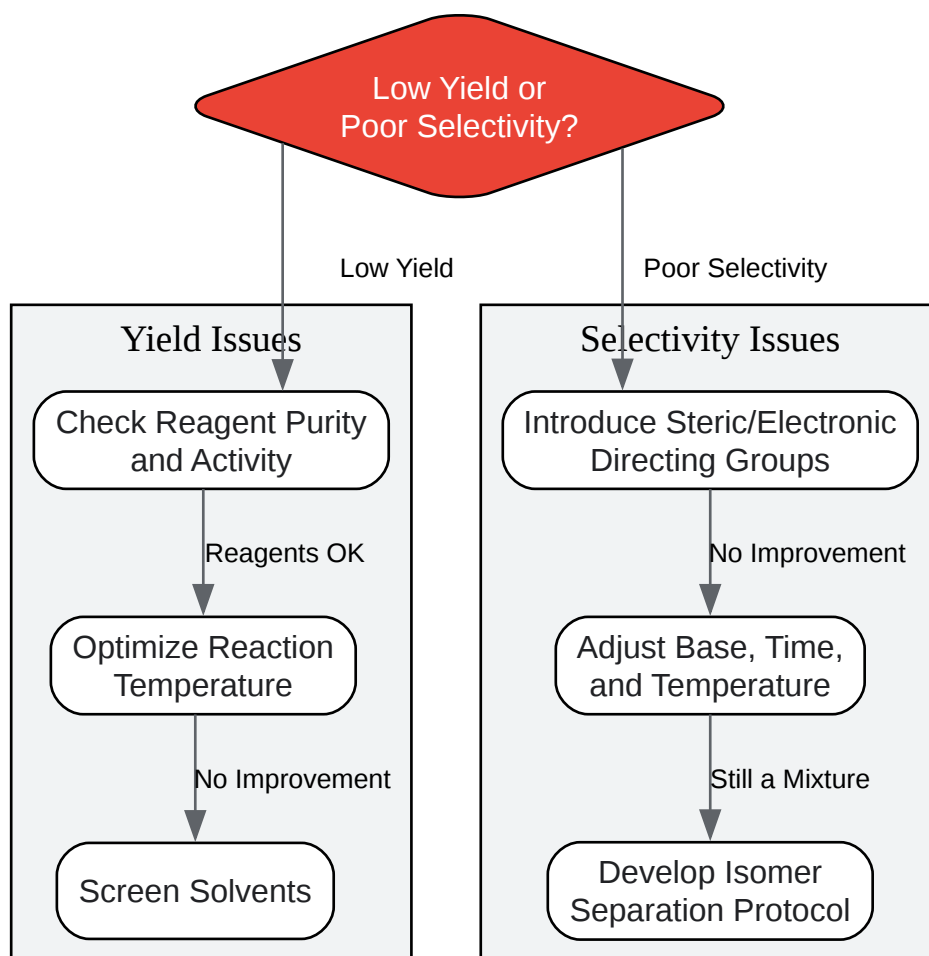 Low Yield or
Poor Selectivity?
Low Yield
Poor Selectivity
Yield Issues
Check Reagent Purity
and Activity
Reagents OK
Optimize Reaction
Temperature
No Improvement
Screen Solvents
Selectivity Issues
Introduce Steric/Electronic
Directing Groups
No Improvement
Adjust Base, Time,
and Temperature
Still a Mixture
Develop Isomer
Separation Protocol